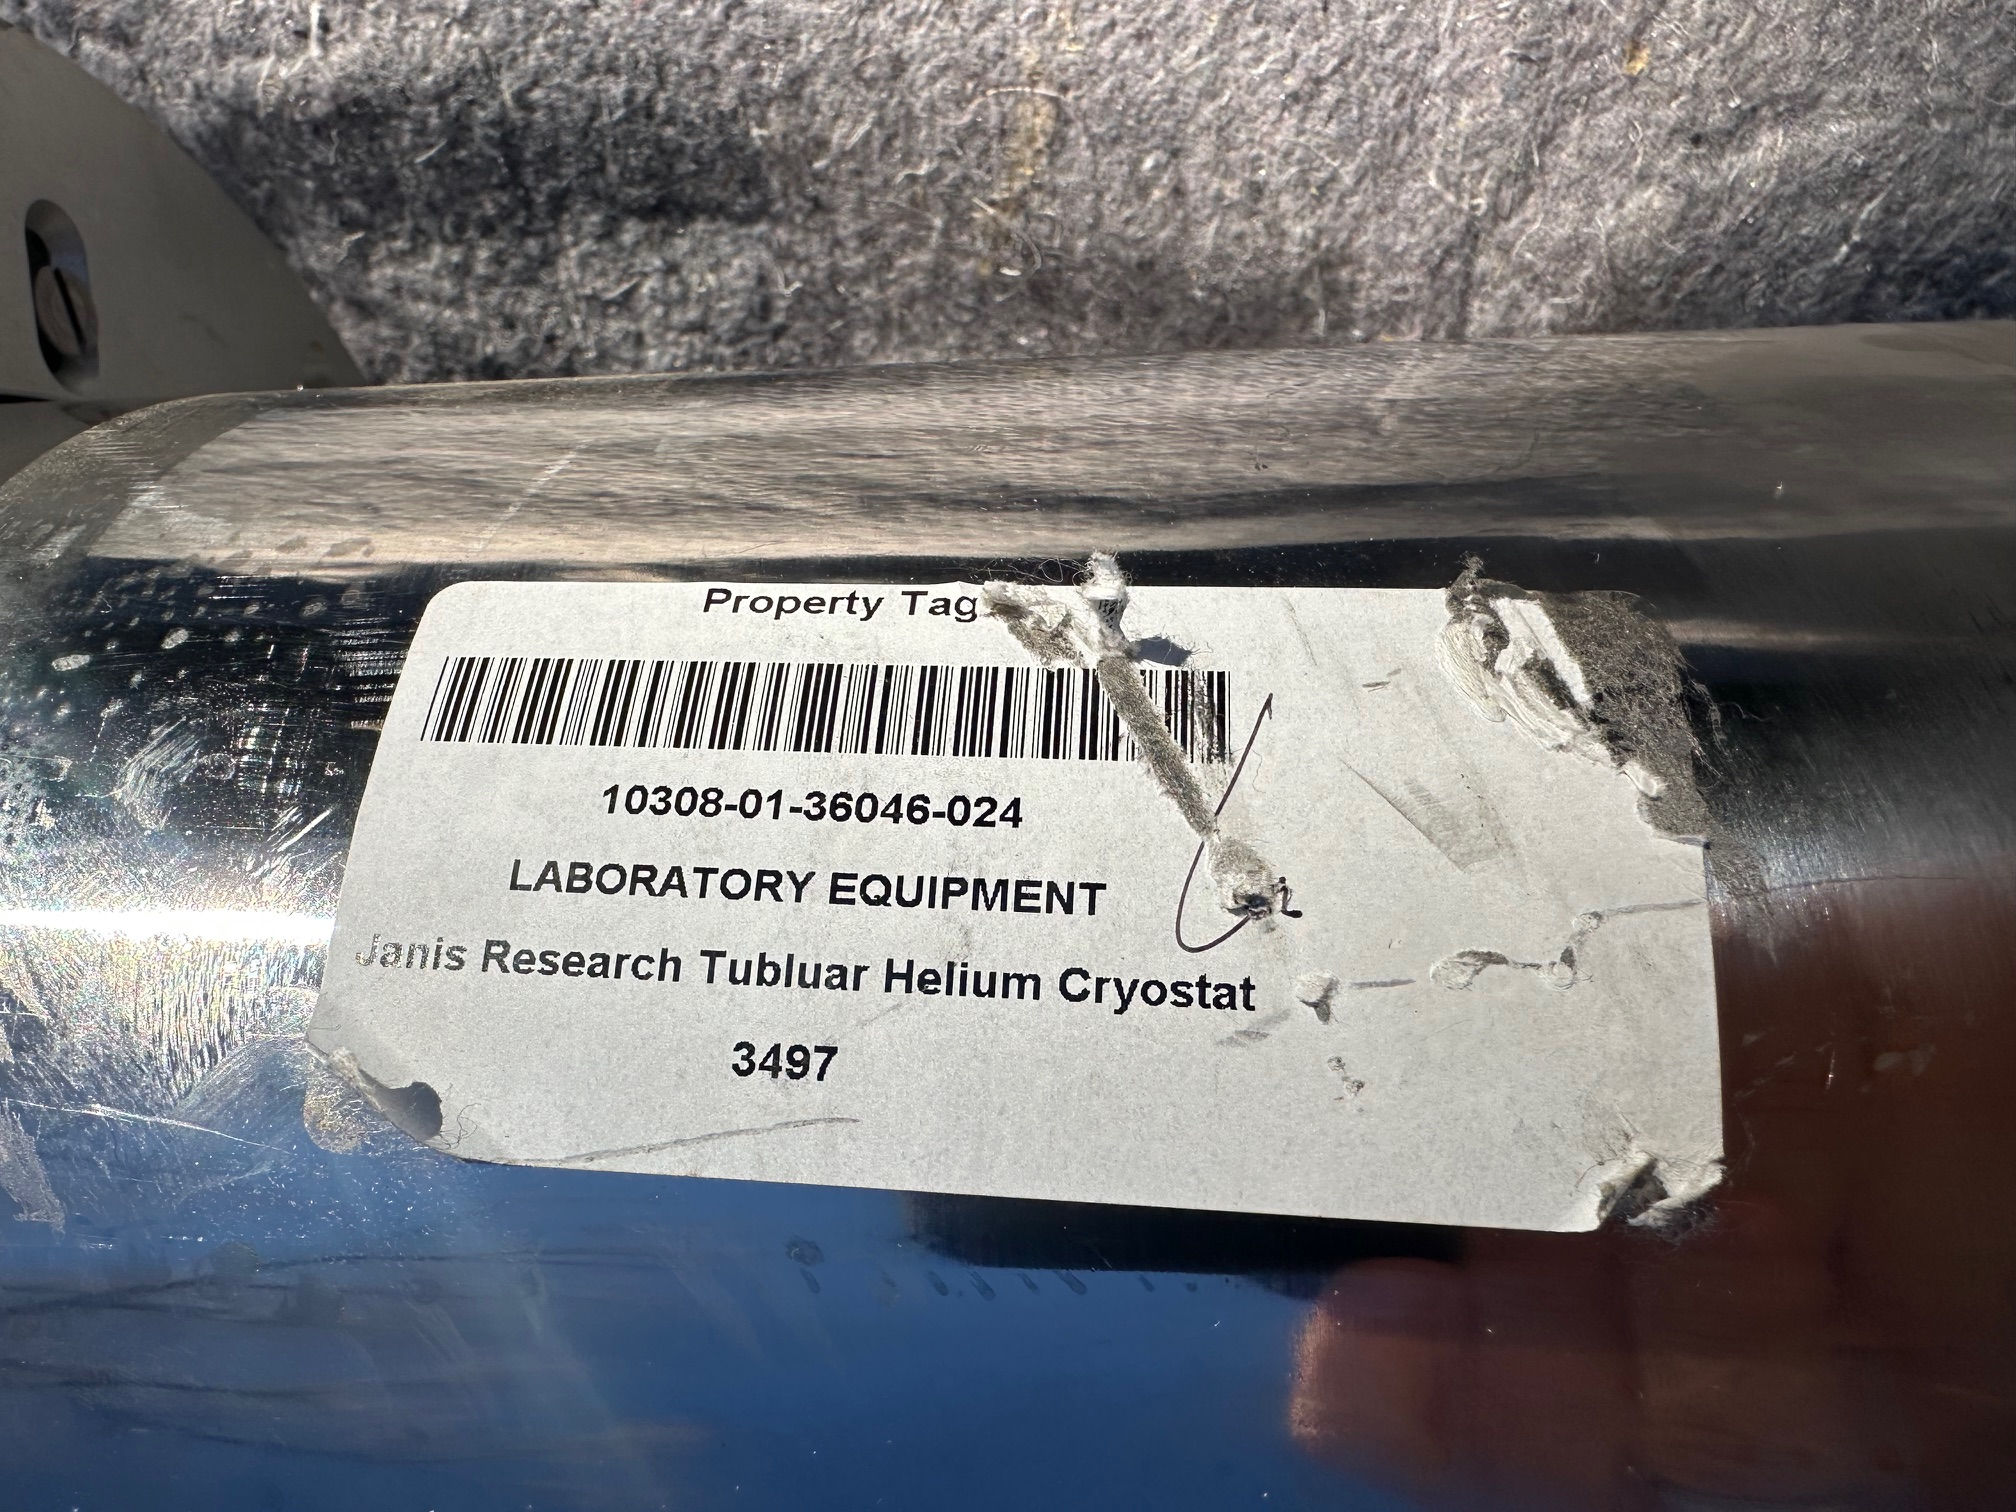 Property Tag
10308-01-36046-024
LABORATORY EQUIPMENT
Janis Research Tubluar Helium Cryostat
3497